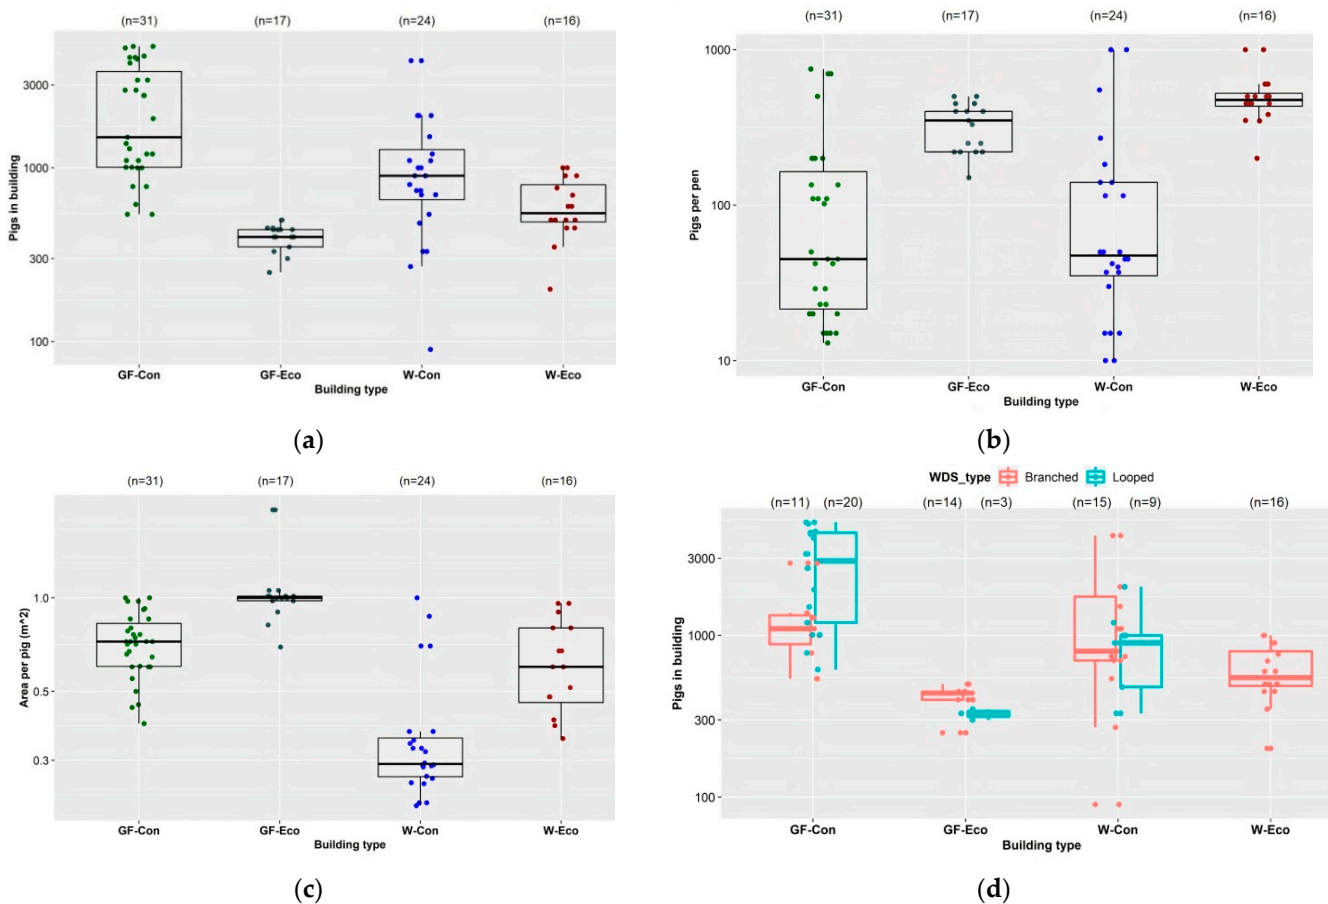 (n=31) (n=17) (n=24) (n=16)
Pigs in building
3000
1000
300
100
GF-Con GF-Eco W-Con W-Eco
Building type
(a)
(n=31) (n=17) (n=24) (n=16)
Pigs per pen
1000
100
10
GF-Con GF-Eco W-Con W-Eco
Building type
(b)
(n=31) (n=17) (n=24) (n=16)
Area per pig (m^2)
1.0
0.5
0.3
GF-Con GF-Eco W-Con W-Eco
Building type
(c)
WDS_type Branched Looped
(n=11) (n=20) (n=14) (n=3) (n=15) (n=9) (n=16)
Pigs in building
3000
1000
300
100
GF-Con GF-Eco W-Con W-Eco
Building type
(d)